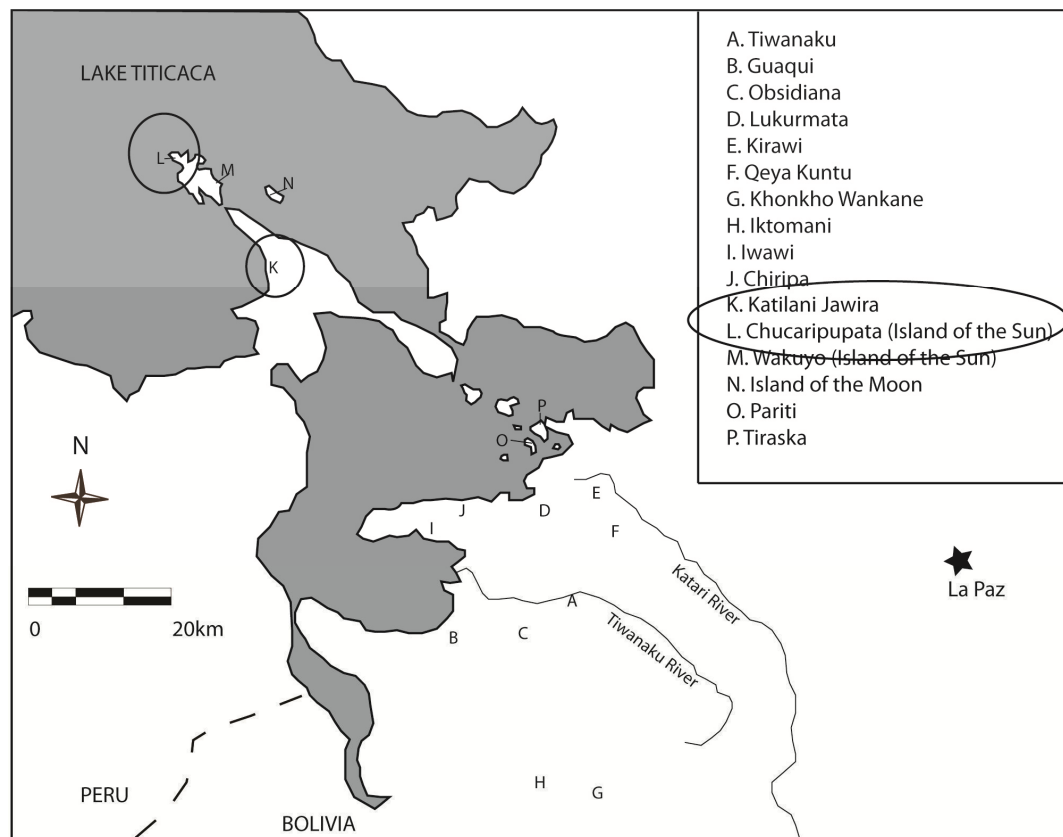 LAKE TITICACA
L
M
N
K
P
O
N
J
D
E
I
F
Katari River
La Paz
A
B
C
Tiwanaku River
0 20km
H
G
PERU
BOLIVIA
A. Tiwanaku
B. Guaqui
C. Obsidiana
D. Lukurmata
E. Kirawi
F. Qeya Kuntu
G. Khonkho Wankane
H. Iktomani
I. Iwawi
J. Chiripa
K. Katilani Jawira
L. Chucaripupata (Island of the Sun)
M. Wakuyo (Island of the Sun)
N. Island of the Moon
O. Pariti
P. Tiraska